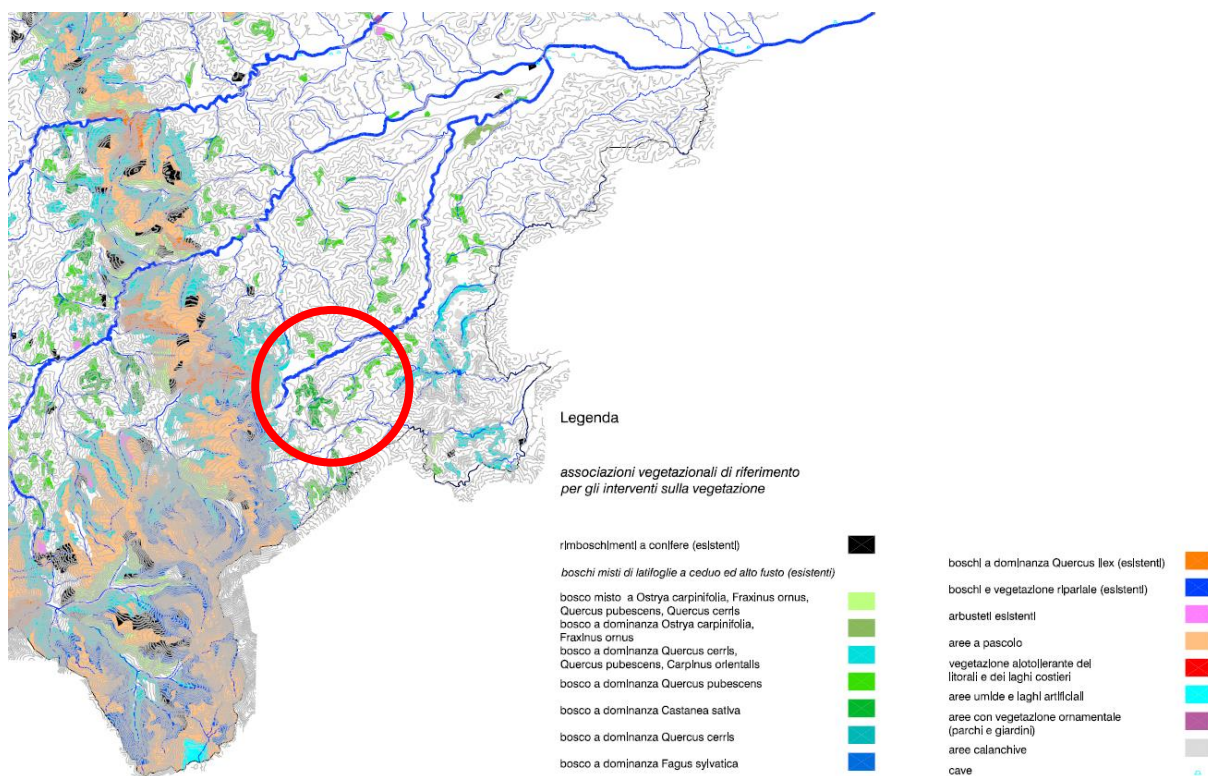 Legenda
associazioni vegetazionali di riferimento
per gli interventi sulla vegetazione
rimboschimenti a conifere (esistenti)
boschi misti di latifoglie a ceduo ed alto fusto (esistenti)
bosco misto a Ostrya carpinifolia, Fraxinus ornus,
Quercus pubescens, Quercus cerris
bosco a dominanza Ostrya carpinifolia,
Fraxinus ornus
bosco a dominanza Quercus cerris,
Quercus pubescens, Carpinus orientalis
bosco a dominanza Quercus pubescens
bosco a dominanza Castanea sativa
bosco a dominanza Quercus cerris
bosco a dominanza Fagus sylvatica
boschi a dominanza Quercus ilex (esistenti)
boschi e vegetazione ripariale (esistenti)
arbusteti esistenti
aree a pascolo
vegetazione alotollerante dei
litorali e dei laghi costieri
aree umide e laghi artificiali
aree con vegetazione ornamentale
(parchi e giardini)
aree calanchive
cave